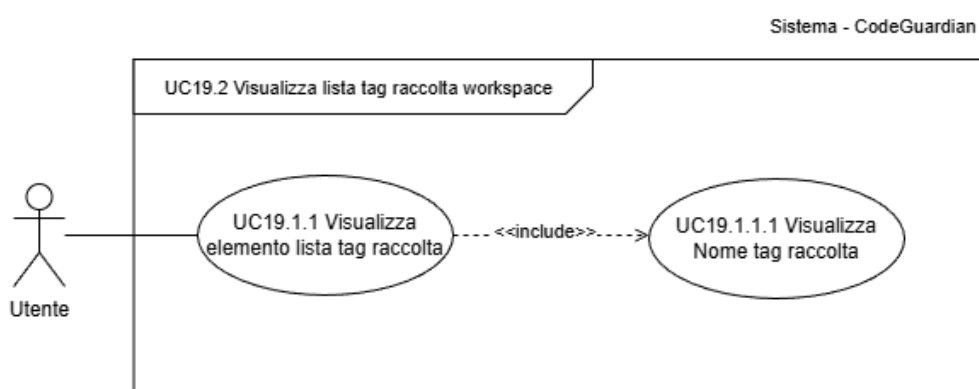 Sistema - CodeGuardian
UC19.2 Visualizza lista tag raccolta workspace
UC19.1.1 Visualizza
elemento lista tag raccolta
<<include>>
UC19.1.1.1 Visualizza
Nome tag raccolta
Utente